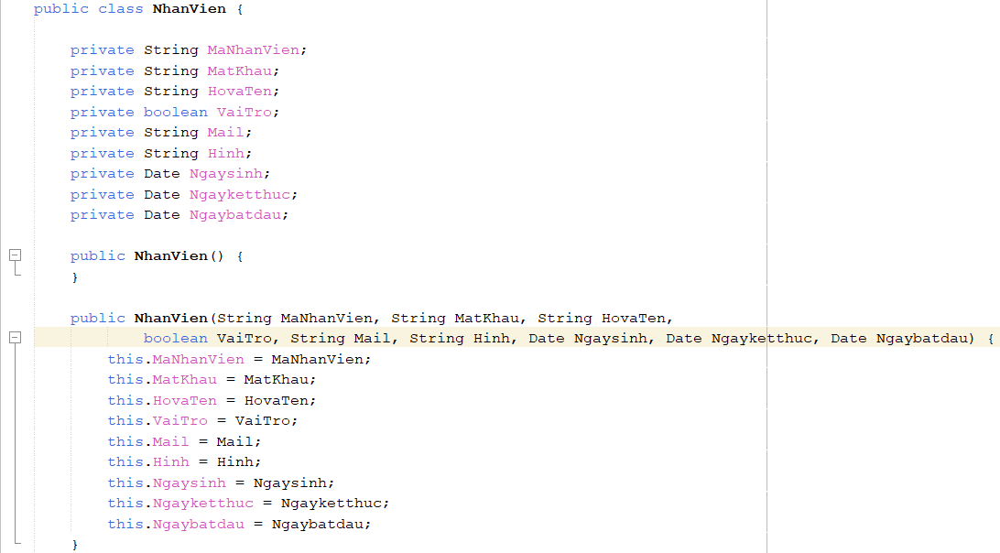 public class NhanVien {
private String MaNhanVien;
private String MatKhau;
private String HovaTen;
private boolean VaiTro;
private String Mail;
private String Hinh;
private Date Ngaysinh;
private Date Ngayketthuc;
private Date Ngaybatdau;
public NhanVien() {
}
public NhanVien(String MaNhanVien, String MatKhau, String HovaTen,
boolean VaiTro, String Mail, String Hinh, Date Ngaysinh, Date Ngayketthuc, Date Ngaybatdau) {
this.MaNhanVien = MaNhanVien;
this.MatKhau = MatKhau;
this.HovaTen = HovaTen;
this.VaiTro = VaiTro;
this.Mail = Mail;
this.Hinh = Hinh;
this.Ngaysinh = Ngaysinh;
this.Ngayketthuc = Ngayketthuc;
this.Ngaybatdau = Ngaybatdau;
}